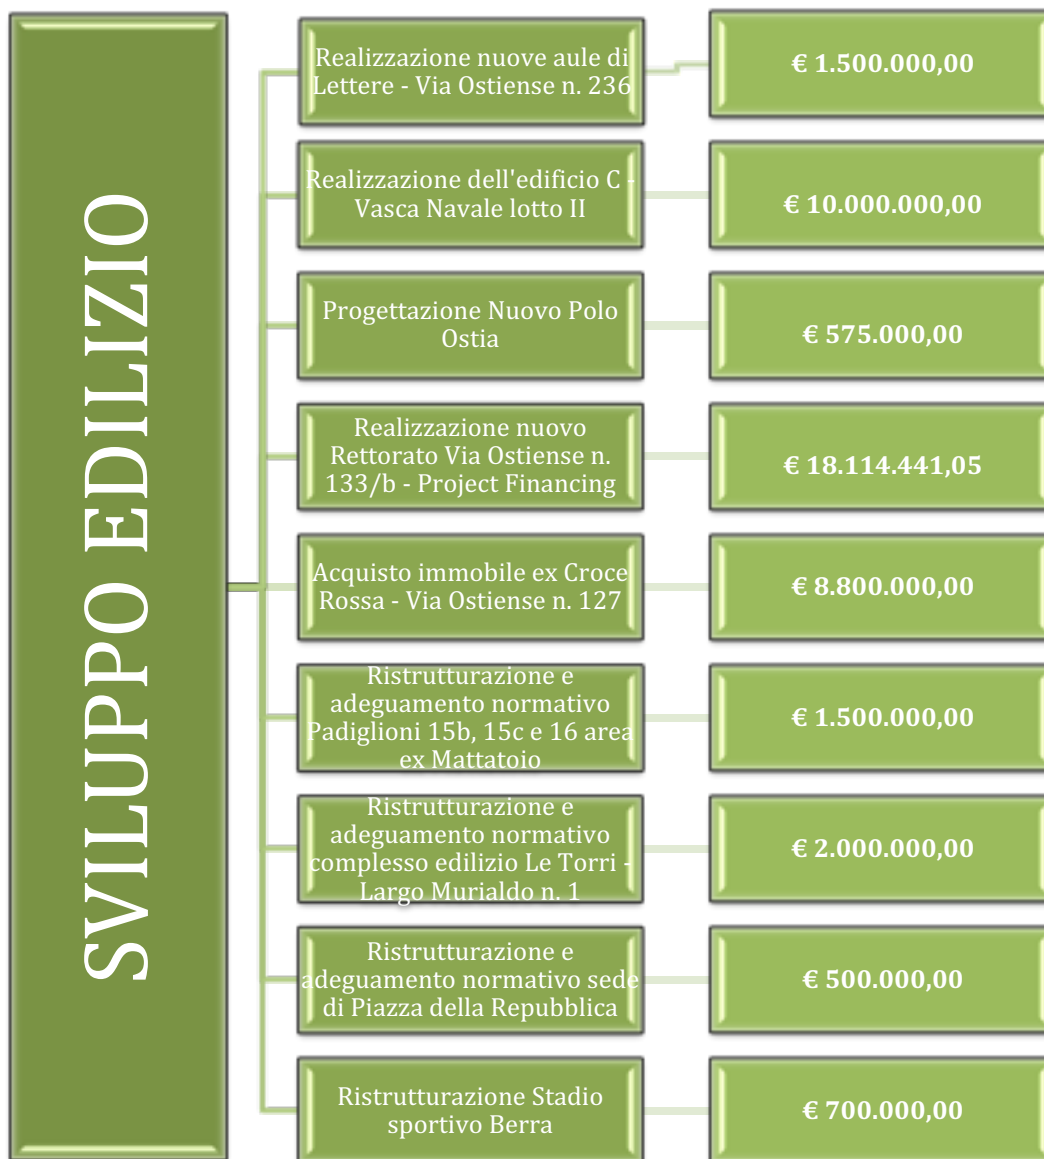 SVILUPPO EDILIZIO
Realizzazione nuove aule di
Lettere - Via Ostiense n. 236
€ 1.500.000,00
Realizzazione dell'edificio C -
Vasca Navale lotto II
€ 10.000.000,00
Progettazione Nuovo Polo
Ostia
€ 575.000,00
Realizzazione nuovo
Rettorato Via Ostiense n.
133/b - Project Financing
€ 18.114.441,05
Acquisto immobile ex Croce
Rossa - Via Ostiense n. 127
€ 8.800.000,00
Ristrutturazione e
adeguamento normativo
Padiglioni 15b, 15c e 16 area
ex Mattatoio
€ 1.500.000,00
Ristrutturazione e
adeguamento normativo
complesso edilizio Le Torri -
Largo Murialdo n. 1
€ 2.000.000,00
Ristrutturazione e
adeguamento normativo sede
di Piazza della Repubblica
€ 500.000,00
Ristrutturazione Stadio
sportivo Berra
€ 700.000,00